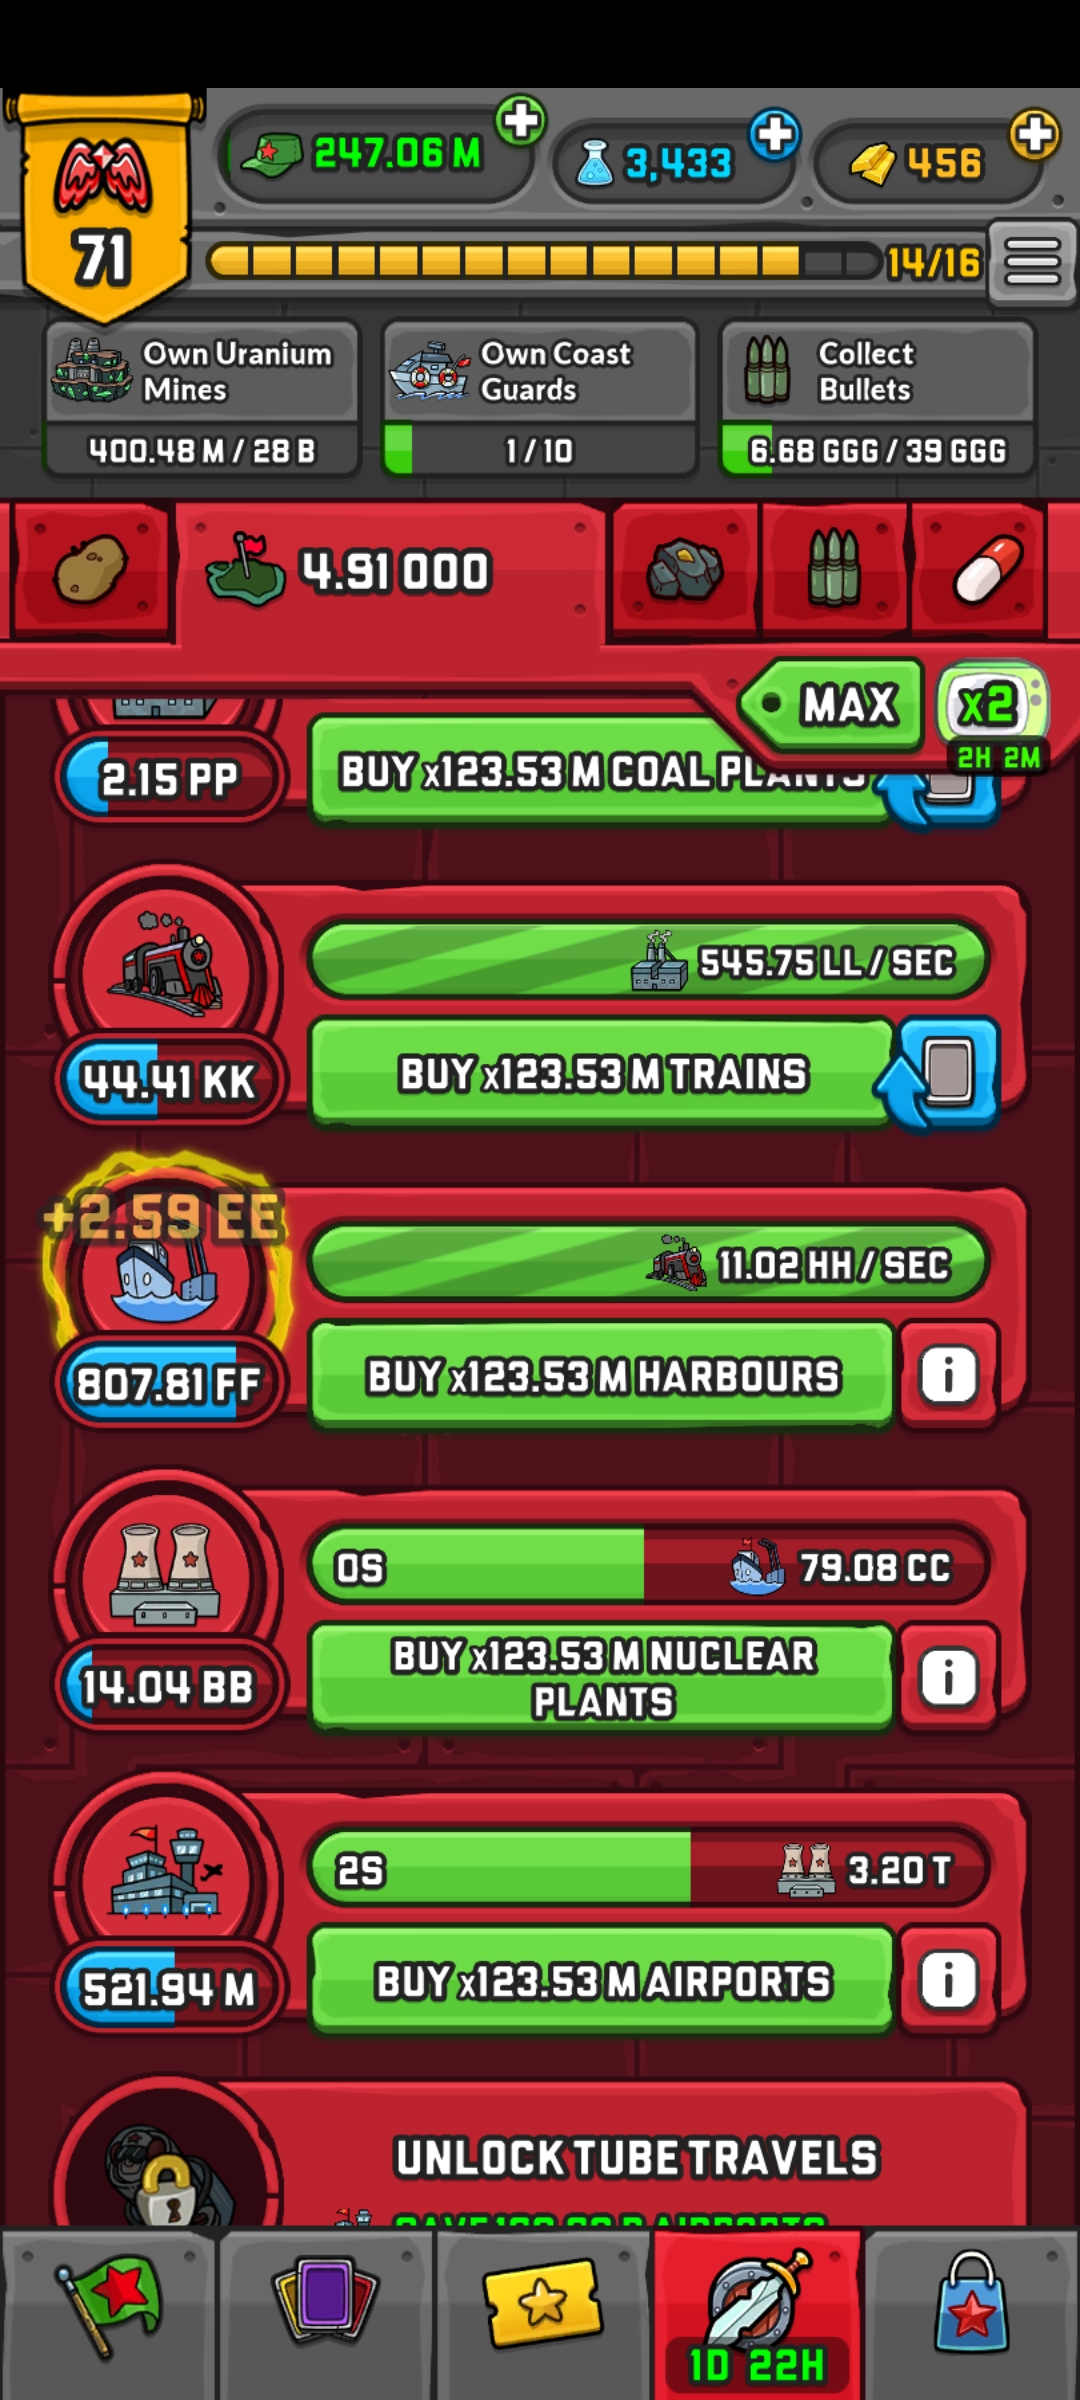 247.06 M
3,433
456
71
14/16
Own Uranium
Mines
400.48 M / 28 B
Own Coast
Guards
1 / 10
Collect
Bullets
6.68 GGG / 39 GGG
4.91 000
MAX
x2
2H 2M
2.15 PP
BUY x123.53 M COAL PLANTS
545.75 LL / SEC
44.41 KK
BUY x123.53 M TRAINS
+2.59 EE
11.02 HH / SEC
807.81 FF
BUY x123.53 M HARBOURS
i
0S
79.08 CC
14.04 BB
BUY x123.53 M NUCLEAR
PLANTS
i
2S
3.20 T
521.94 M
BUY x123.53 M AIRPORTS
i
UNLOCK TUBE TRAVELS
AIRPORTS
1D 22H